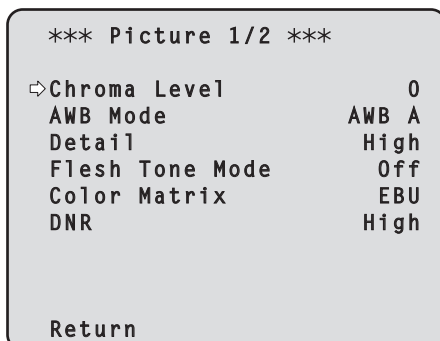 *** Picture 1/2 ***
⇨Chroma Level 0
AWB Mode AWB A
Detail High
Flesh Tone Mode Off
Color Matrix EBU
DNR High
Return